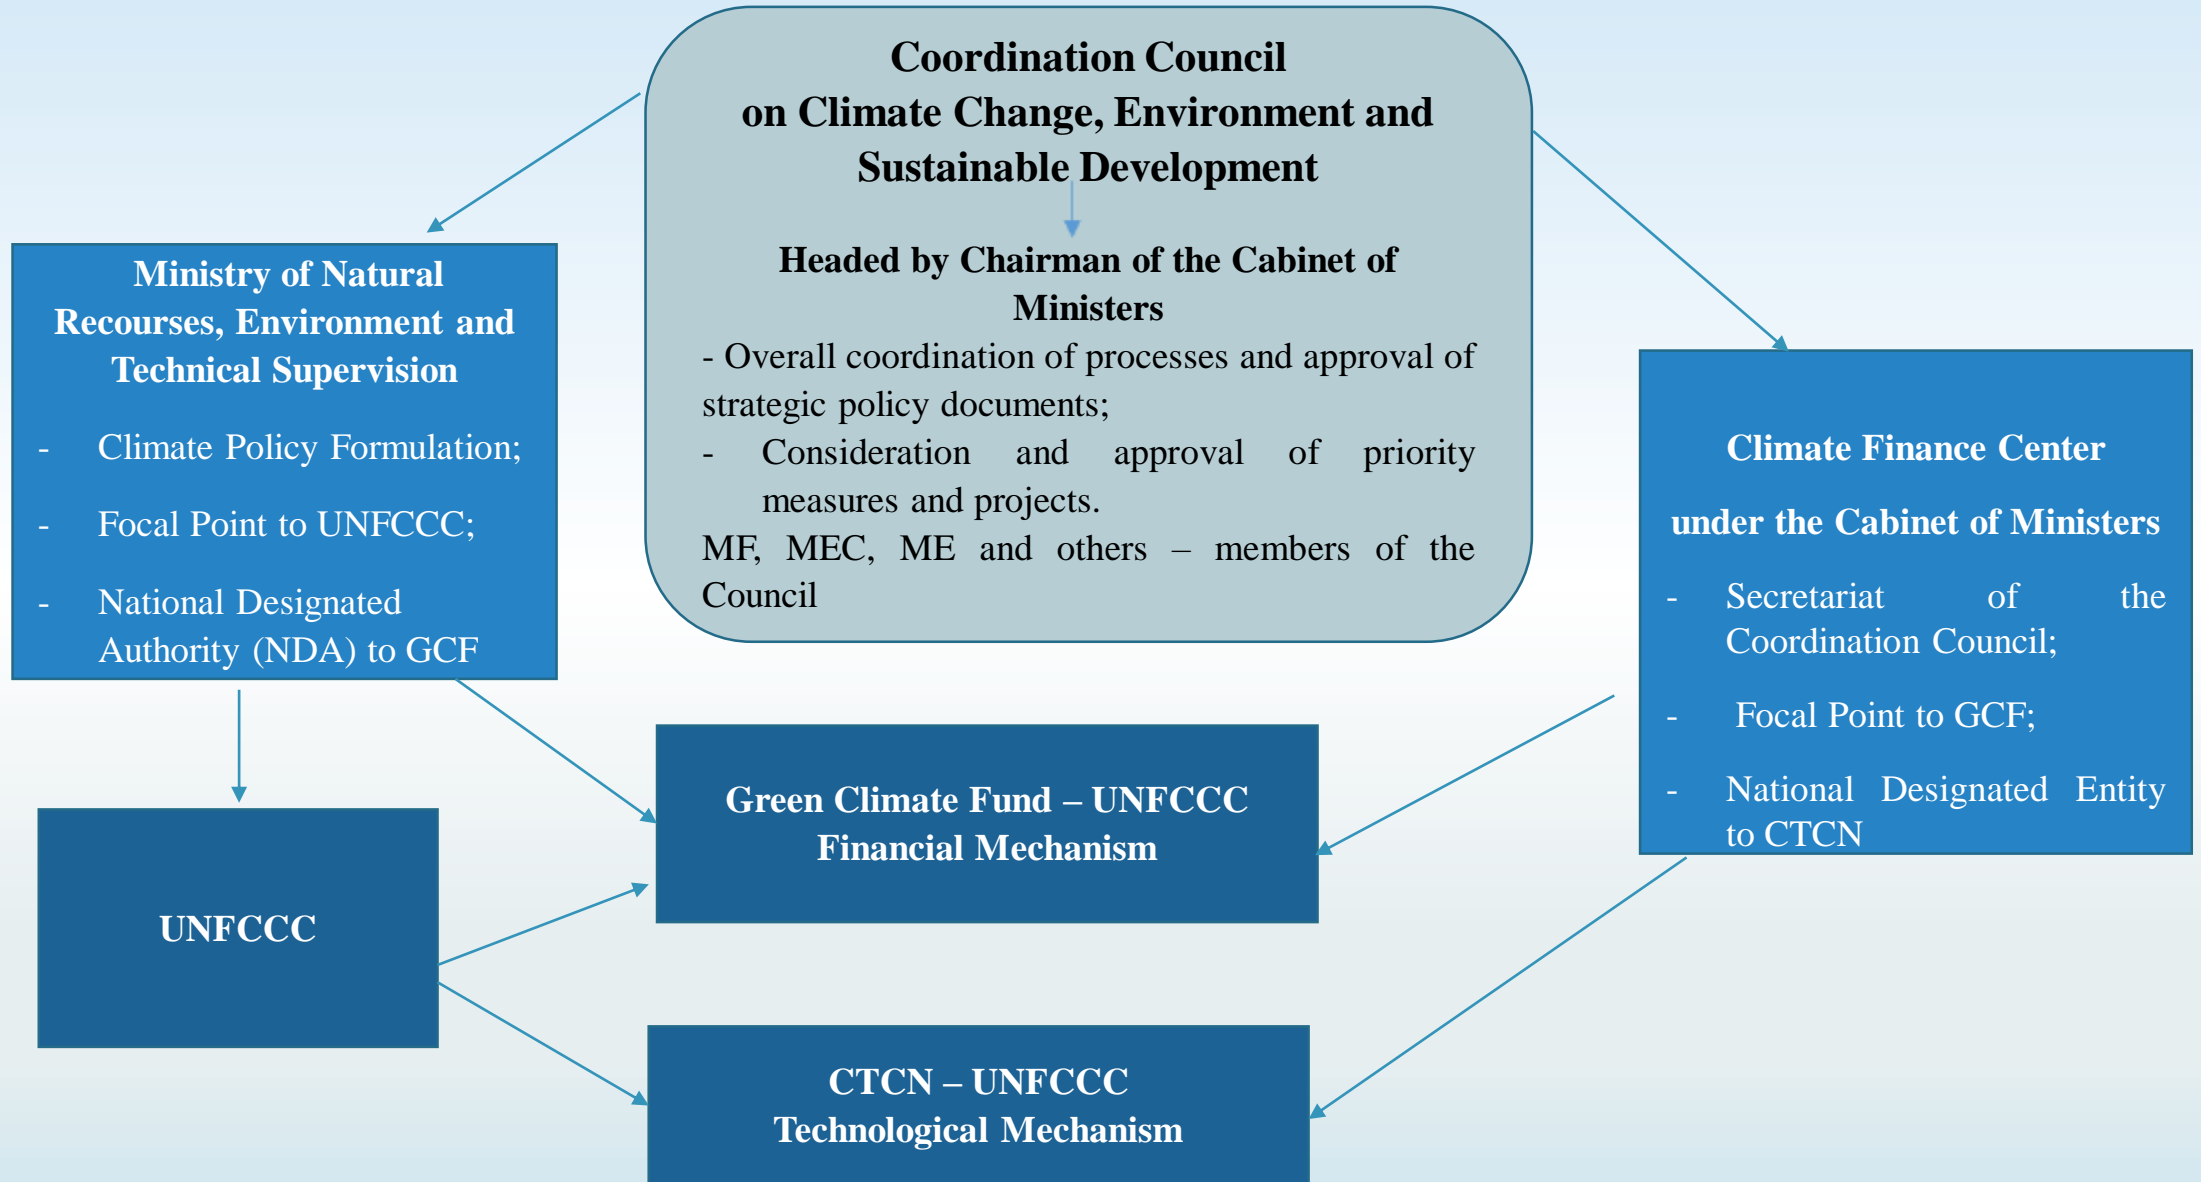 Coordination Council
on Climate Change, Environment and
Sustainable Development
Headed by Chairman of the Cabinet of
Ministers
- Overall coordination of processes and approval of
strategic policy documents;
- Consideration and approval of priority
measures and projects.
MF, MEC, ME and others – members of the
Council
Ministry of Natural
Recourses, Environment and
Technical Supervision
- Climate Policy Formulation;
- Focal Point to UNFCCC;
- National Designated
Authority (NDA) to GCF
Climate Finance Center
under the Cabinet of Ministers
- Secretariat of the
Coordination Council;
- Focal Point to GCF;
- National Designated Entity
to CTCN
Green Climate Fund – UNFCCC
Financial Mechanism
UNFCCC
CTCN – UNFCCC
Technological Mechanism